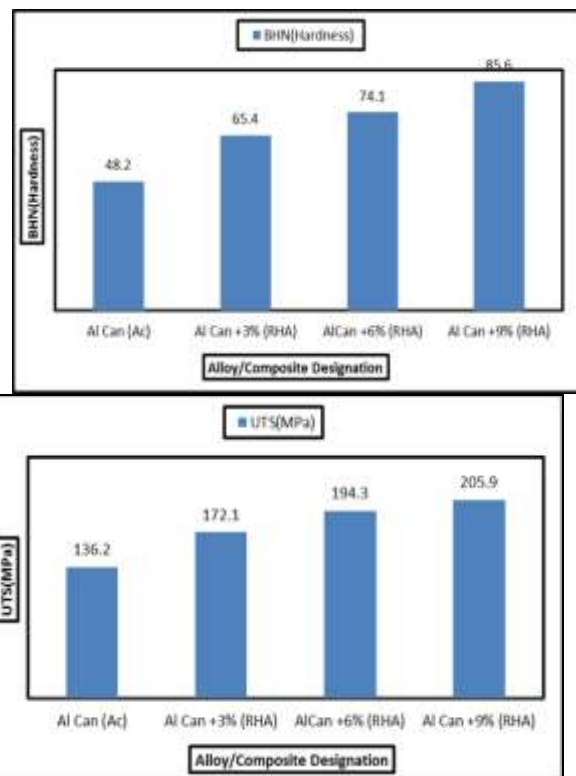 BHN(Hardness)
85.6
74.1
65.4
48.2
BHN(Hardness)
Al Can (Ac) Al Can +3% (RHA) AlCan +6% (RHA) Al Can +9% (RHA)
Alloy/Composite Designation
UTS(MPa)
205.9
194.3
172.1
136.2
UTS(MPa)
Al Can (Ac) Al Can +3% (RHA) AlCan +6% (RHA) Al Can +9% (RHA)
Alloy/Composite Designation